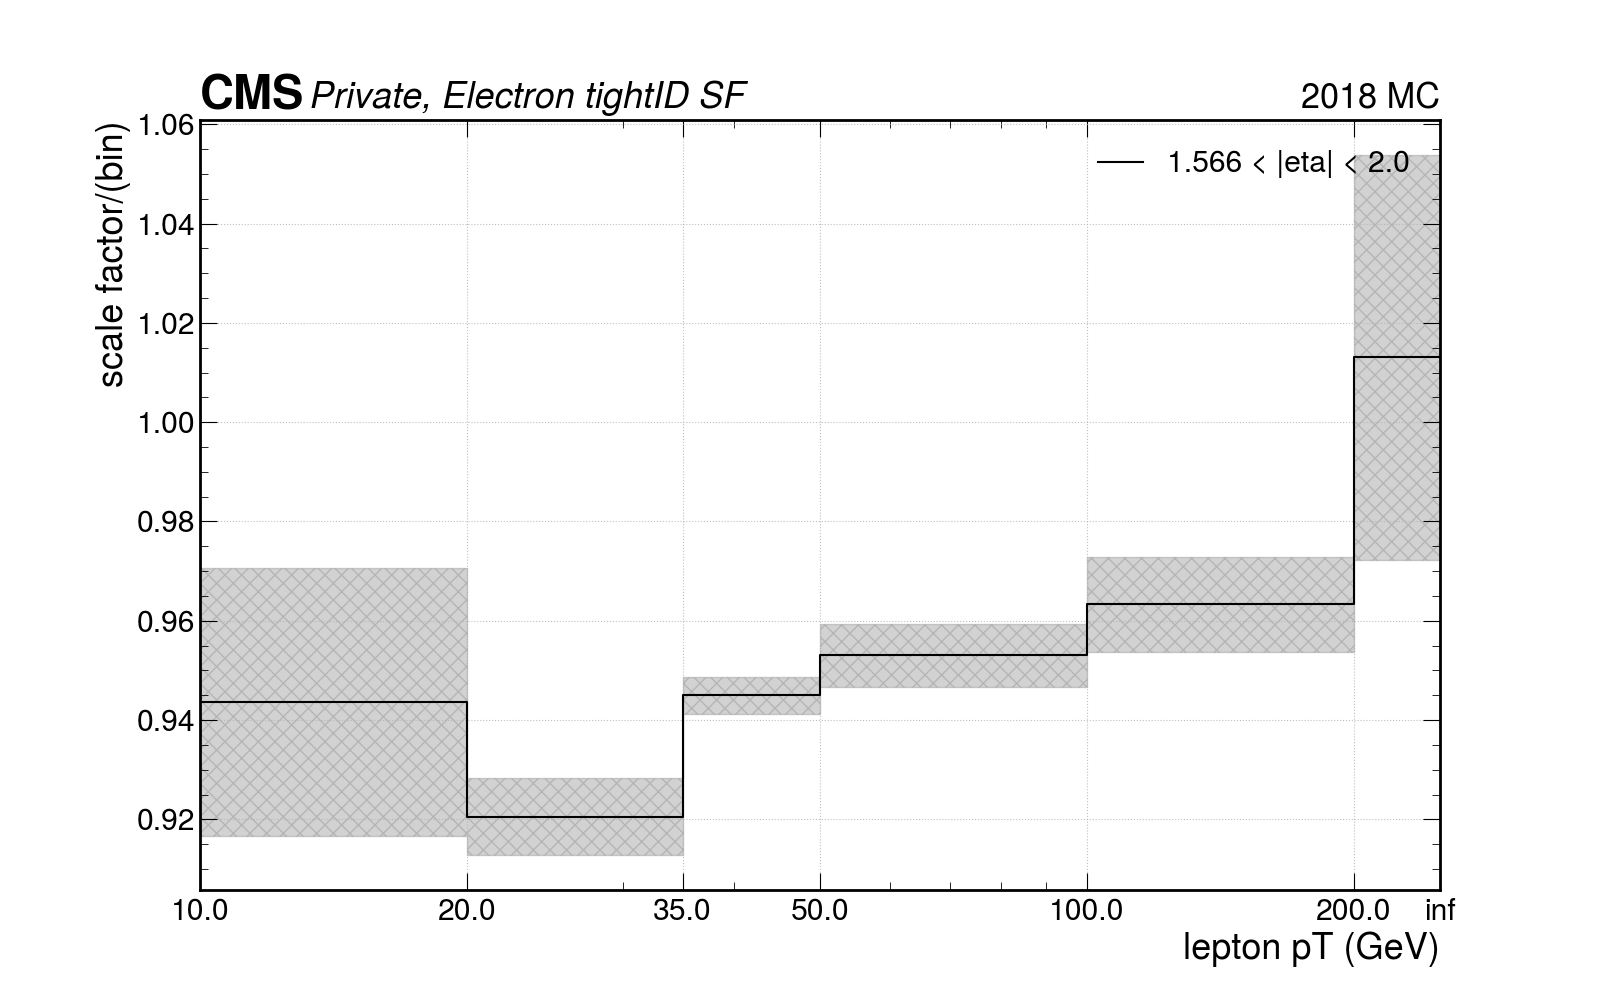 CMS Private, Electron tightID SF 2018 MC
scale factor/(bin)
1.06
1.04
1.02
1.00
0.98
0.96
0.94
0.92
1.566 < |eta| < 2.0
10.0 20.0 35.0 50.0 100.0 200.0 inf
lepton pT (GeV)